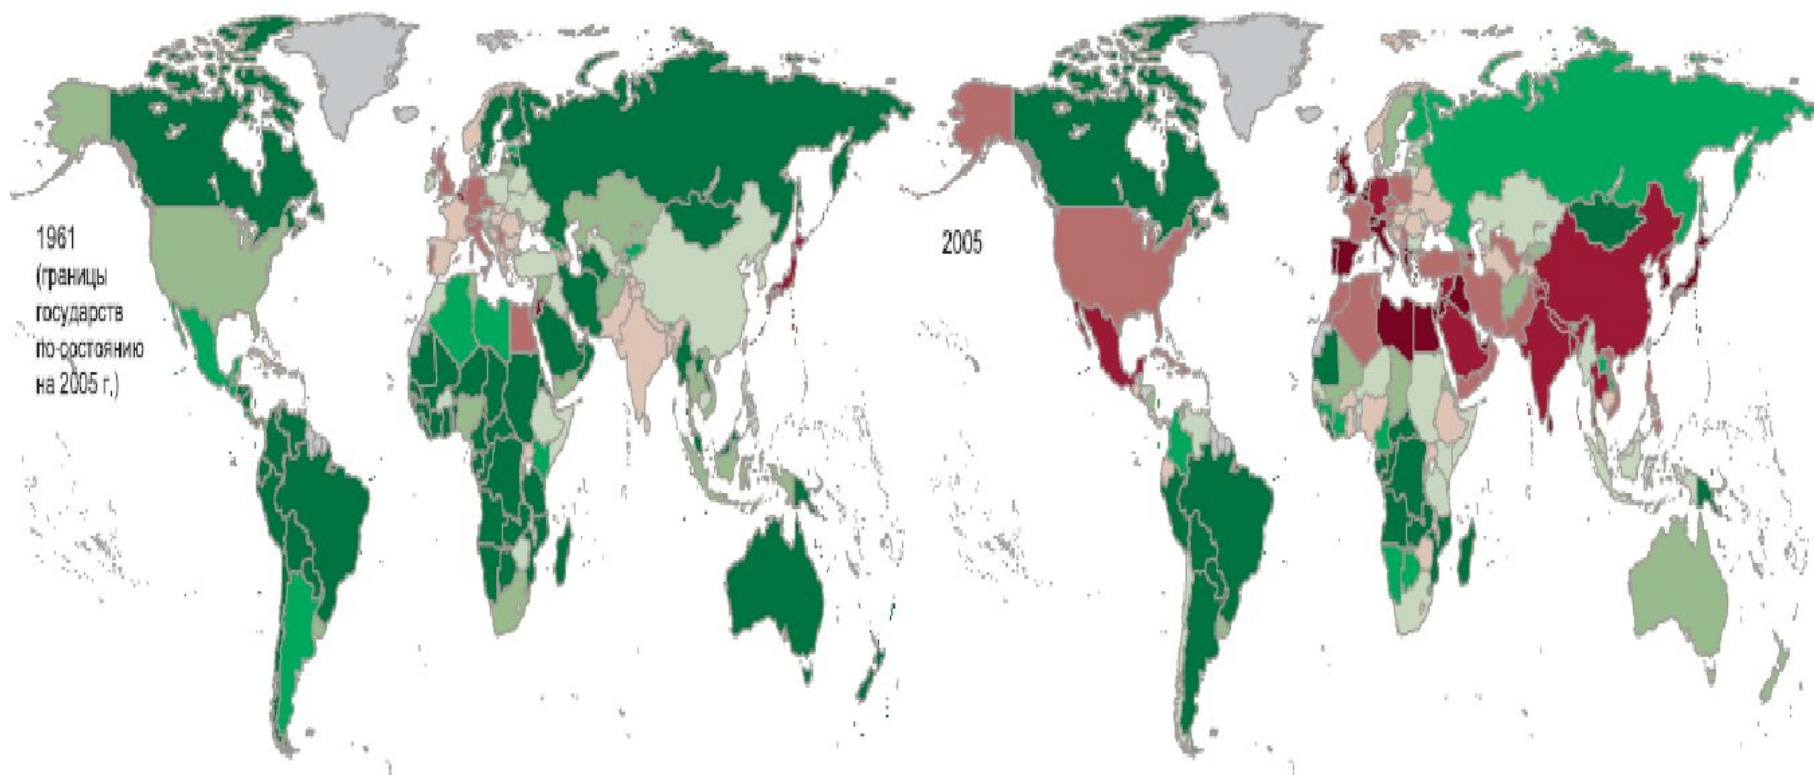 1961
(границы
государств
по состоянию
на 2005 г.)
2005